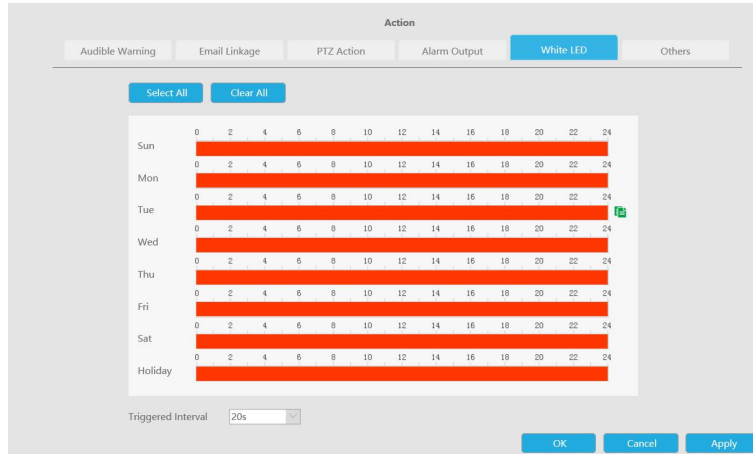 Action
Audible Warning Email Linkage PTZ Action Alarm Output White LED Others
Select All Clear All
0 2 4 6 8 10 12 14 16 18 20 22 24
Sun
0 2 4 6 8 10 12 14 16 18 20 22 24
Mon
0 2 4 6 8 10 12 14 16 18 20 22 24
Tue
0 2 4 6 8 10 12 14 16 18 20 22 24
Wed
0 2 4 6 8 10 12 14 16 18 20 22 24
Thu
0 2 4 6 8 10 12 14 16 18 20 22 24
Fri
0 2 4 6 8 10 12 14 16 18 20 22 24
Sat
0 2 4 6 8 10 12 14 16 18 20 22 24
Holiday
Triggered Interval 20s
OK Cancel Apply